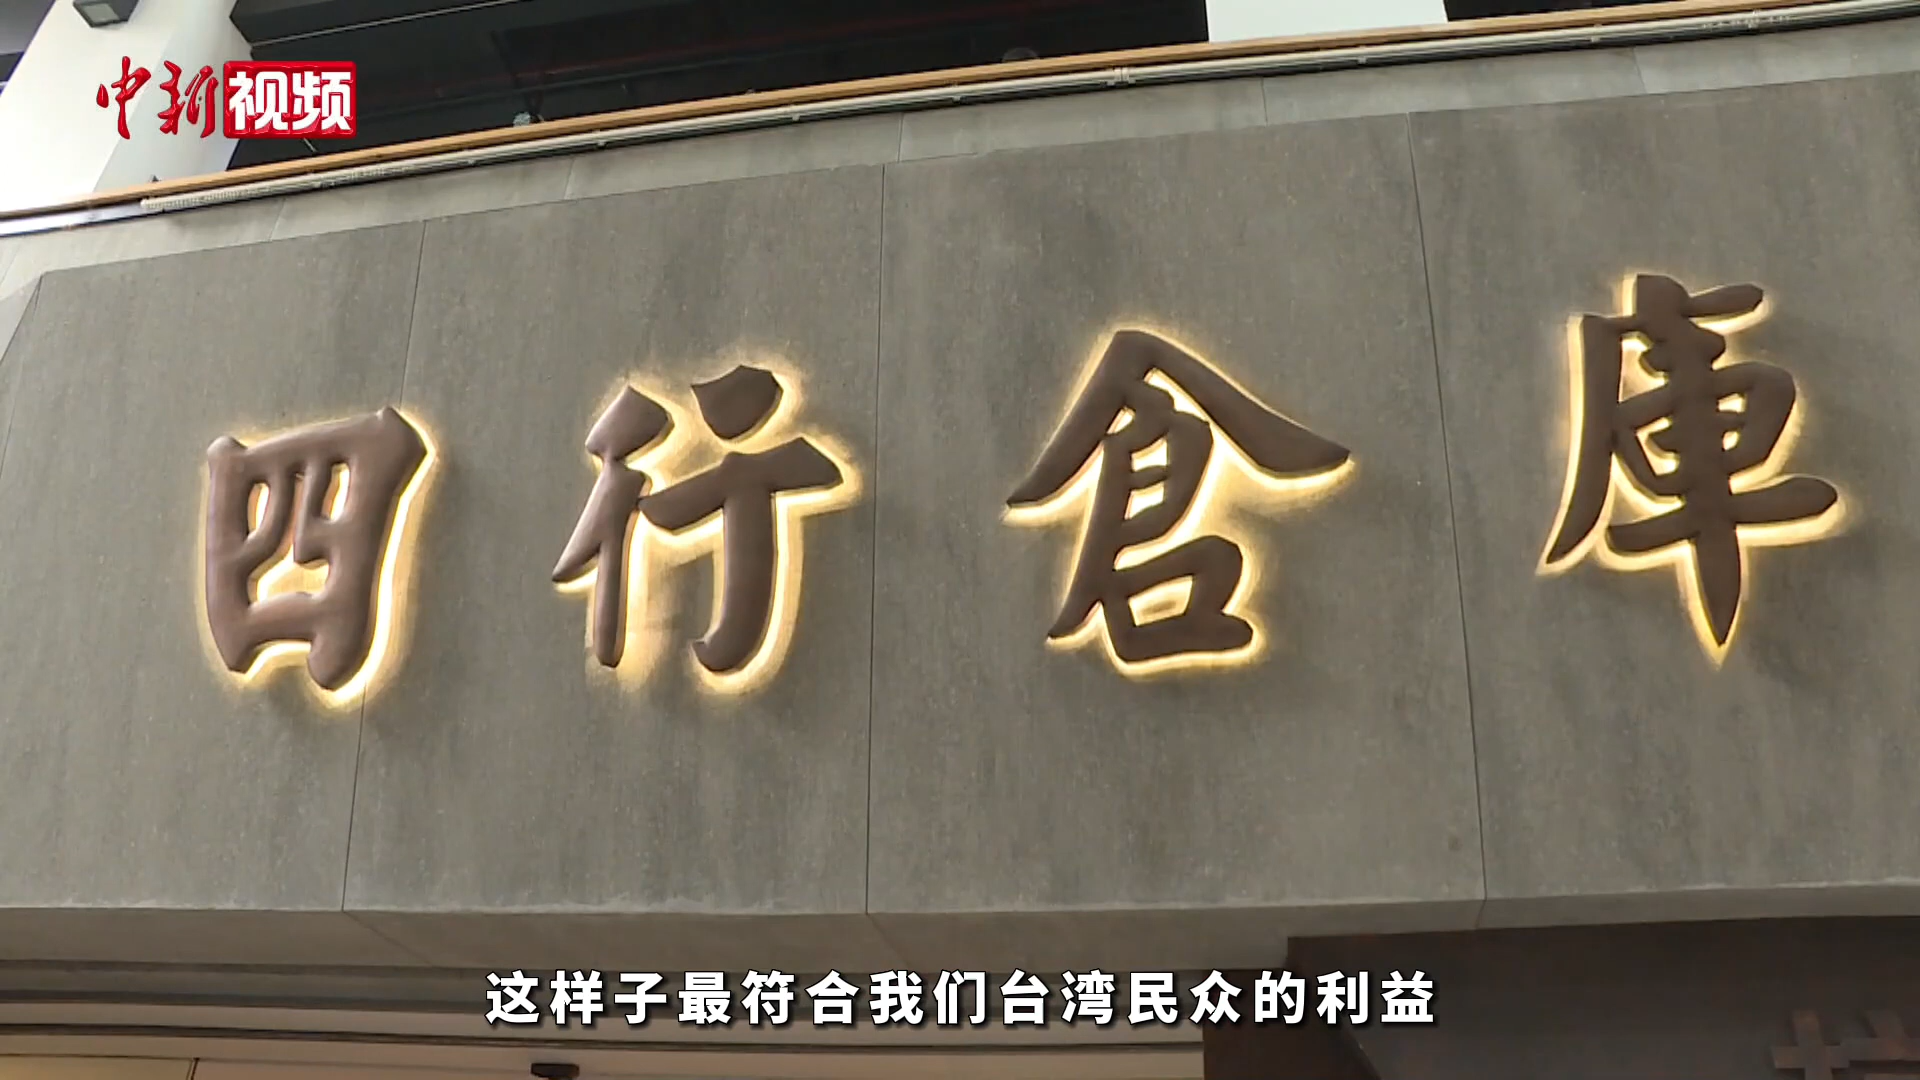 中新视频
四行倉庫
这样子最符合我们台湾民众的利益